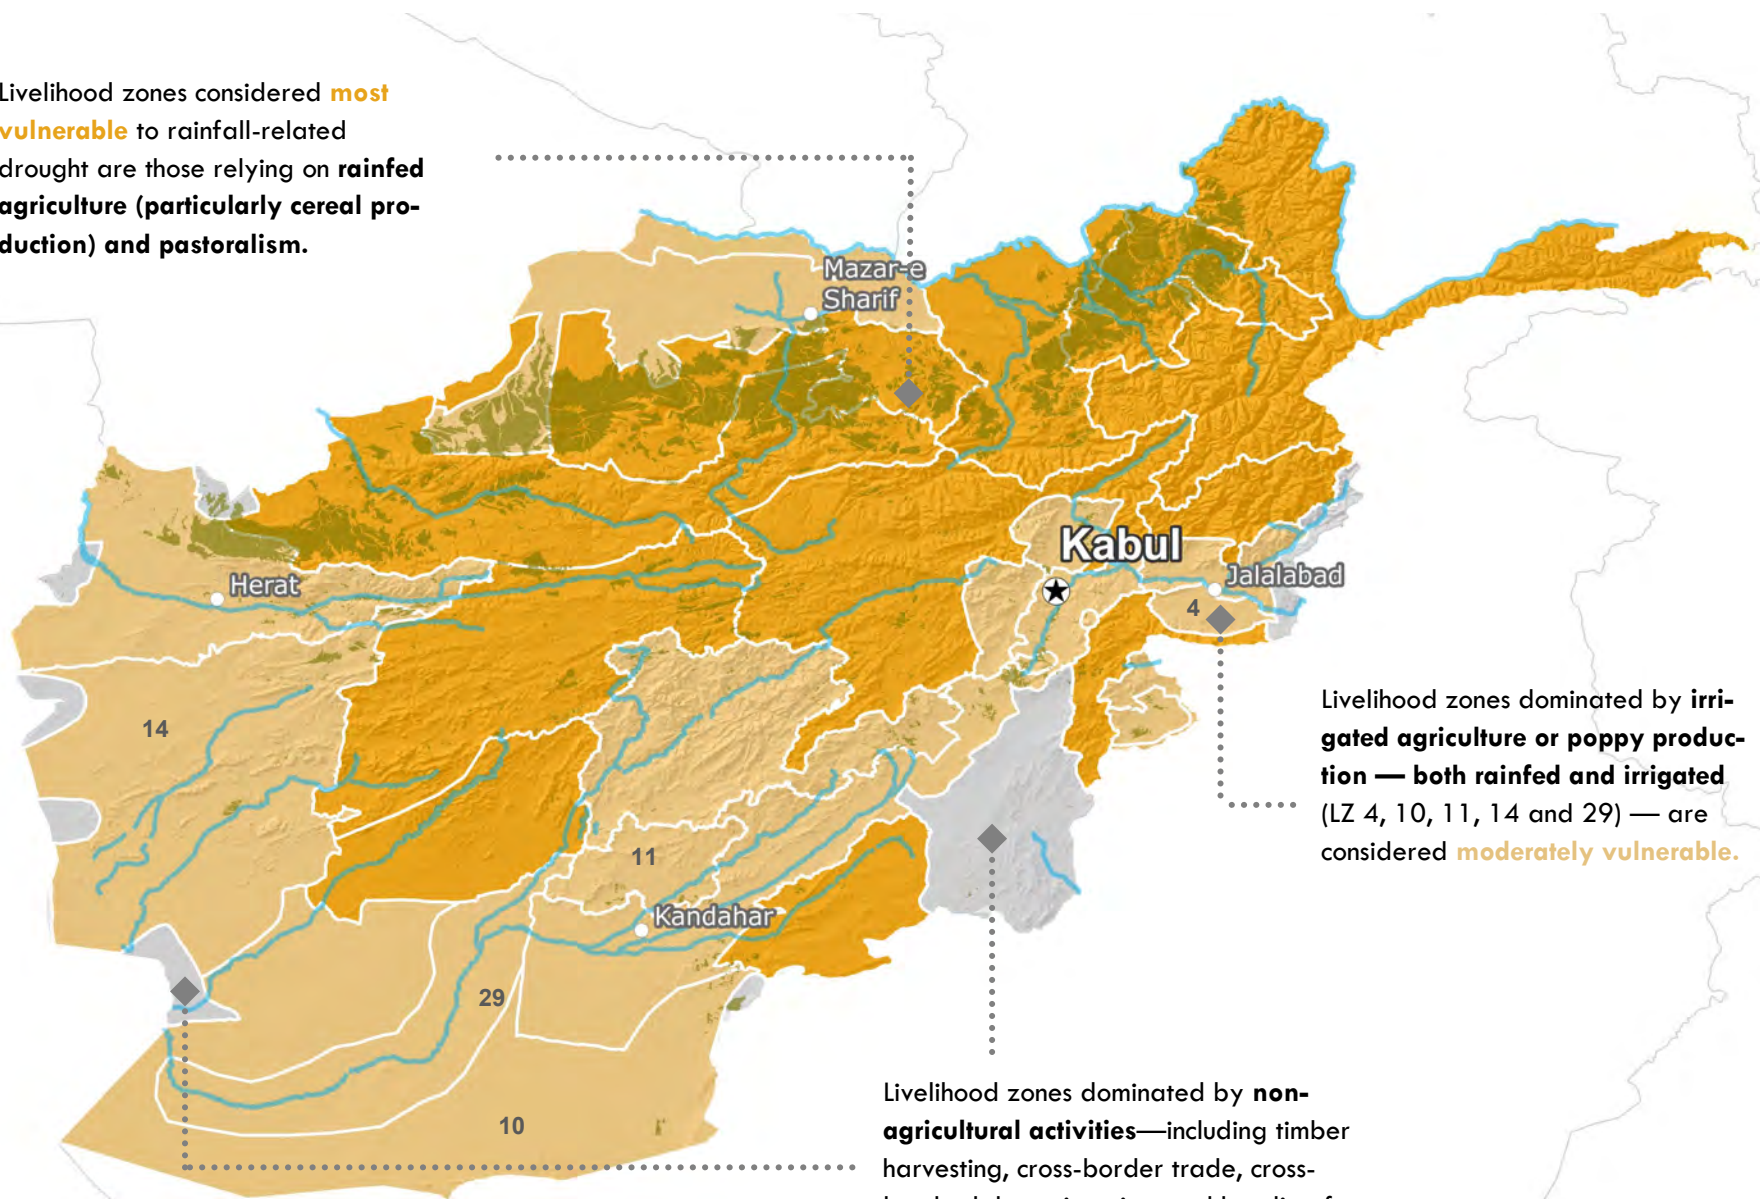 Livelihood zones considered most
vulnerable to rainfall-related
drought are those relying on rainfed
agriculture (particularly cereal pro-
duction) and pastoralism.
Mazar-e
Sharif
Kabul
Herat
Jalalabad
4
14
Livelihood zones dominated by irri-
gated agriculture or poppy produc-
tion — both rainfed and irrigated
(LZ 4, 10, 11, 14 and 29) — are
considered moderately vulnerable.
11
Kandahar
29
10
Livelihood zones dominated by non-
agricultural activities—including timber
harvesting, cross-border trade, cross-